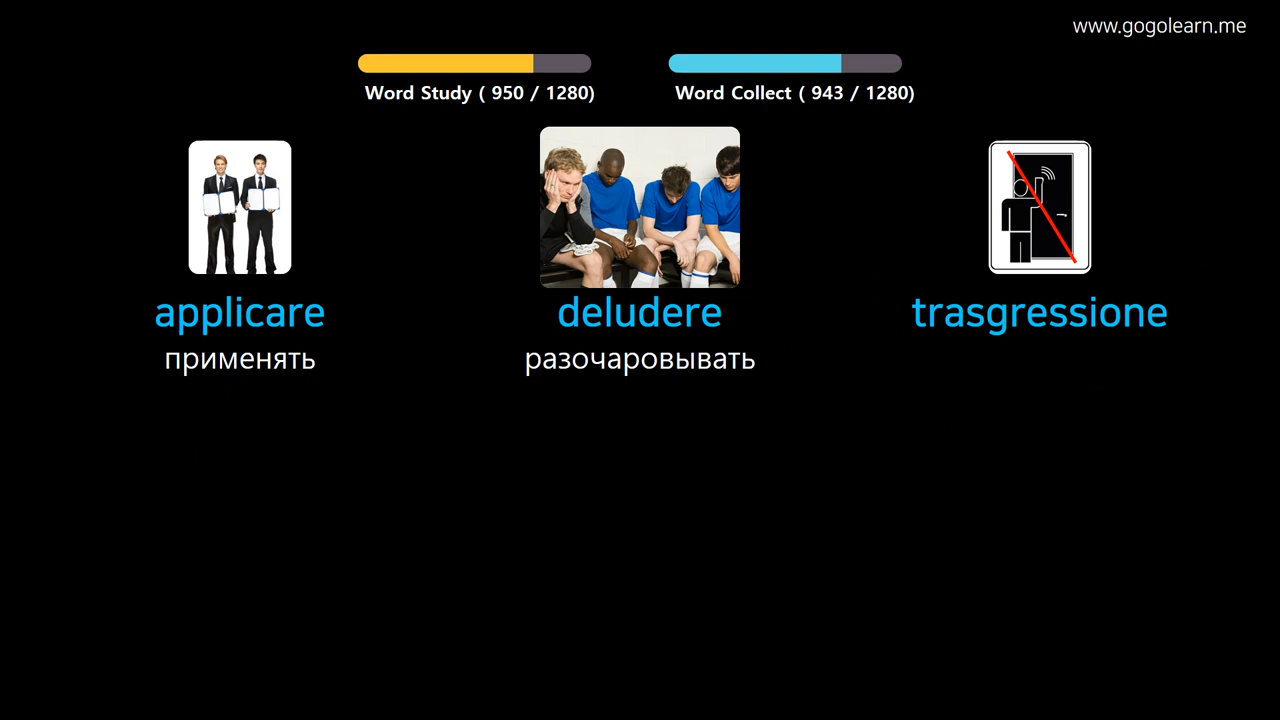 www.gogolearn.me
Word Study ( 950 / 1280)
Word Collect ( 943 / 1280)
applicare
deludere
trasgressione
применять
разочаровывать